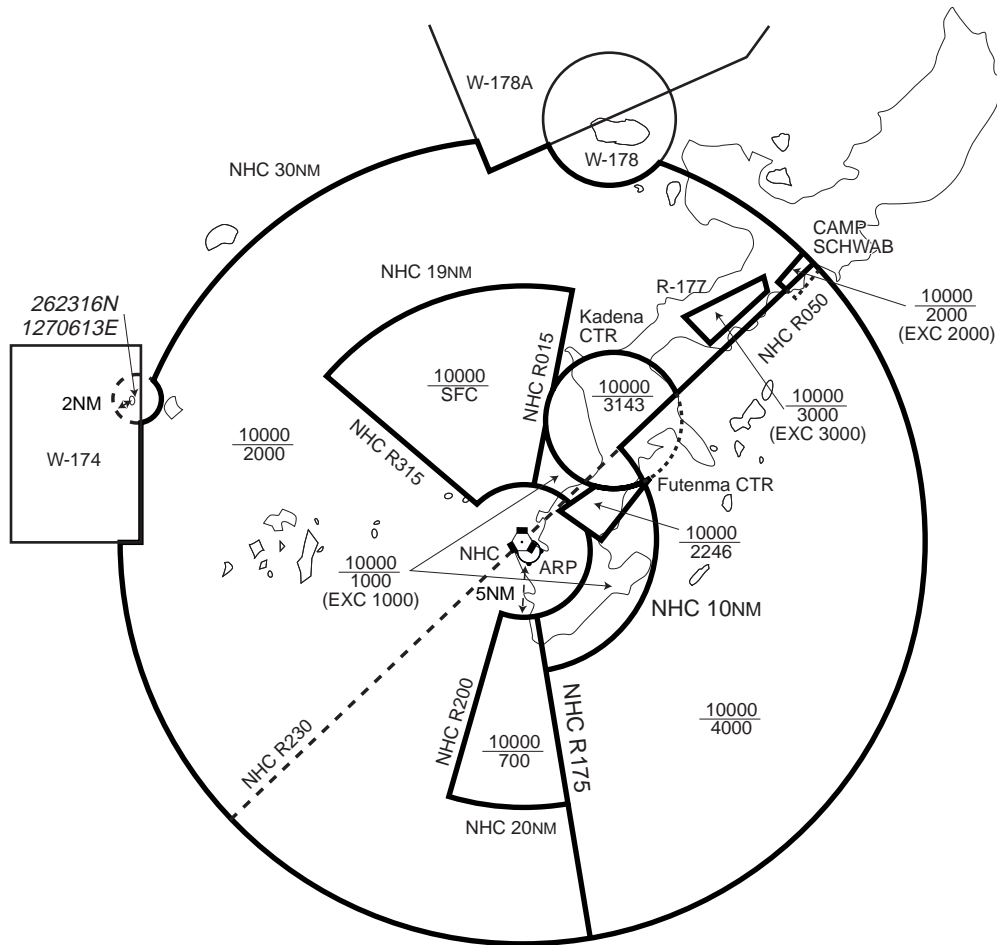 W-178A
NHC 30NM
W-178
CAMP
SCHWAB
NHC 19NM
R-177
262316N
1270613E
Kadena
CTR
10000
2000
(EXC 2000)
NHC R050
NHC R015
10000
SFC
10000
3143
2NM
10000
3000
(EXC 3000)
10000
2000
W-174
NHC R315
Futenma CTR
10000
2246
NHC
ARP
10000
1000
(EXC 1000)
5NM
NHC 10NM
NHC R200
NHC R175
10000
4000
NHC R230
10000
700
NHC 20NM